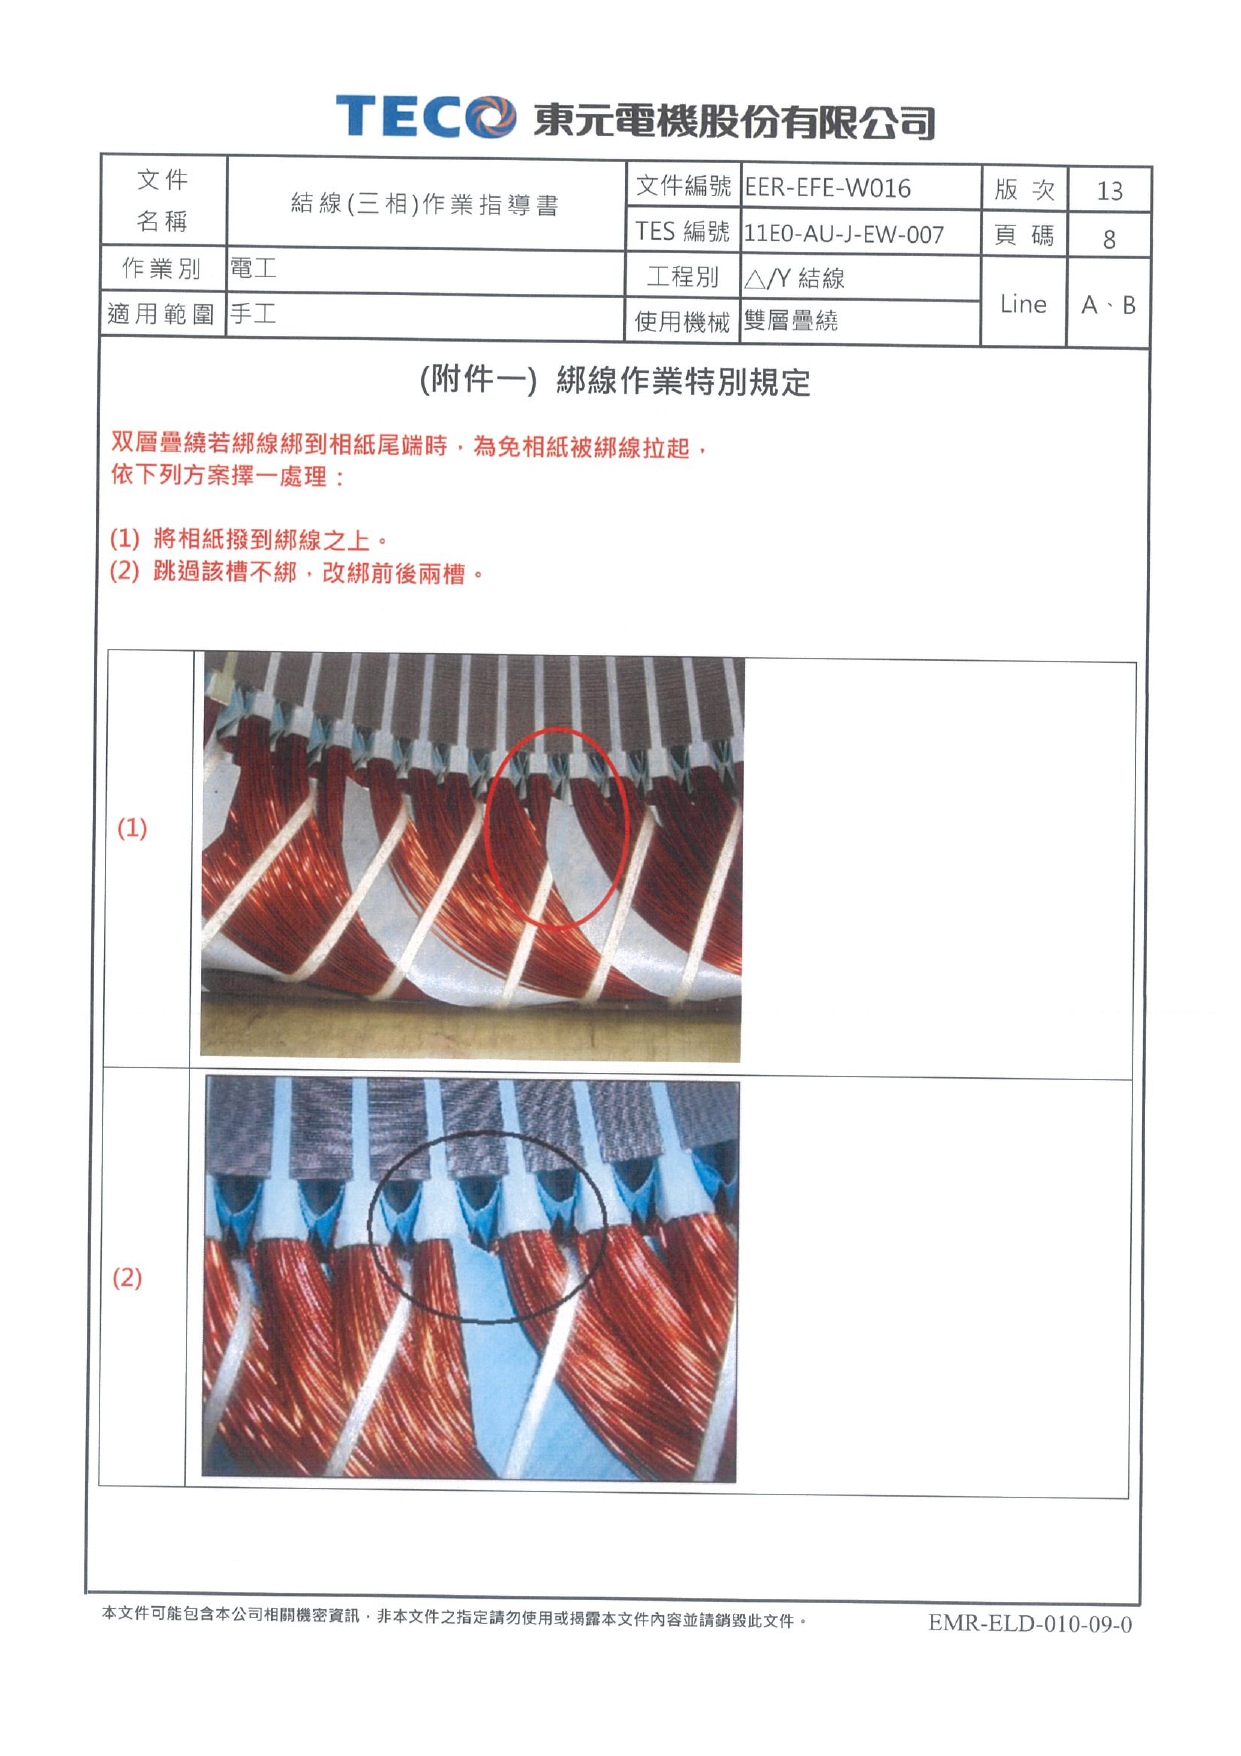 TECO 東元電機股份有限公司
文件名稱 結線(三相)作業指導書 文件編號 EER-EFE-W016 版次 13
TES 編號 11E0-AU-J-EW-007 頁碼 8
作業別 電工 工程別 △/Y 結線 Line A、B
適用範圍 手工 使用機械 雙層疊繞
(附件一) 綁線作業特別規定
双層疊繞若綁線綁到相紙尾端時，為免相紙被綁線拉起，
依下列方案擇一處理：
(1) 將相紙撥到綁線之上。
(2) 跳過該槽不綁，改綁前後兩槽。
(1)
(2)
本文件可能包含本公司相關機密資訊，非本文件之指定請勿使用或揭露本文件內容並請銷毀此文件。
EMR-ELD-010-09-0